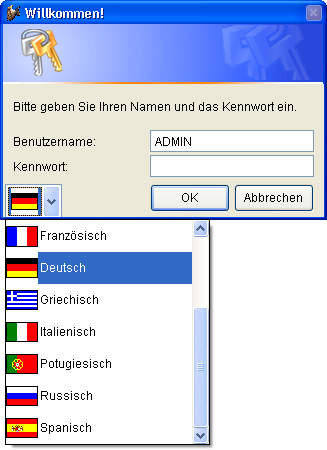 Willkommen!
Bitte geben Sie Ihren Namen und das Kennwort ein.
Benutzername: ADMIN
Kennwort:
OK Abbrechen
Französisch
Deutsch
Griechisch
Italienisch
Potugiesisch
Russisch
Spanisch